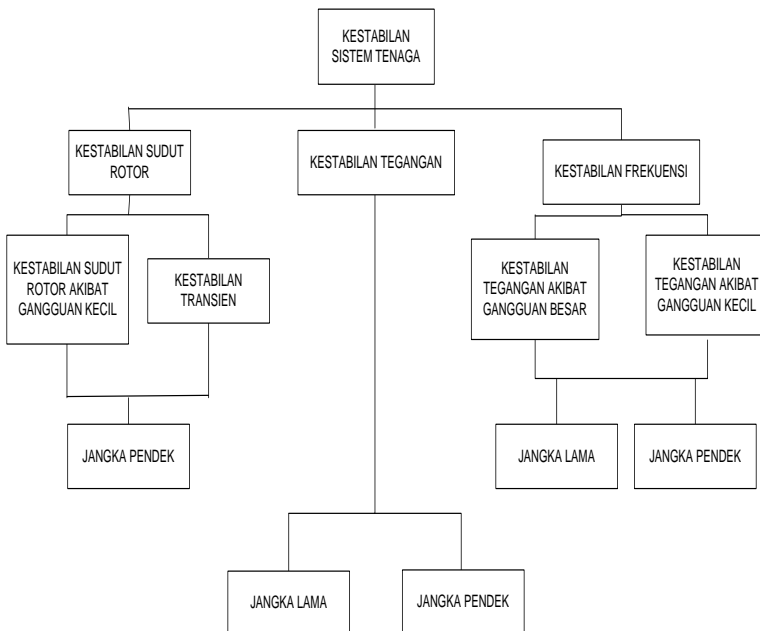 KESTABILAN
SISTEM TENAGA
KESTABILAN SUDUT
ROTOR
KESTABILAN TEGANGAN
KESTABILAN FREKUENSI
KESTABILAN SUDUT
ROTOR AKIBAT
GANGGUAN KECIL
KESTABILAN
TRANSIEN
KESTABILAN
TEGANGAN AKIBAT
GANGGUAN BESAR
KESTABILAN
TEGANGAN AKIBAT
GANGGUAN KECIL
JANGKA PENDEK
JANGKA LAMA
JANGKA PENDEK
JANGKA LAMA
JANGKA PENDEK